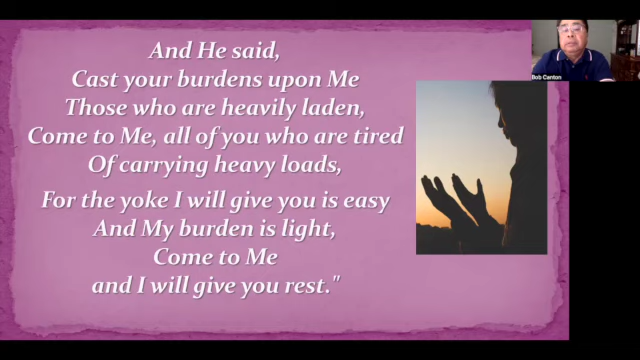 And He said,
Cast your burdens upon Me
Those who are heavily laden,
Come to Me, all of you who are tired
Of carrying heavy loads,
For the yoke I will give you is easy
And My burden is light,
Come to Me
and I will give you rest."
Bob Canton